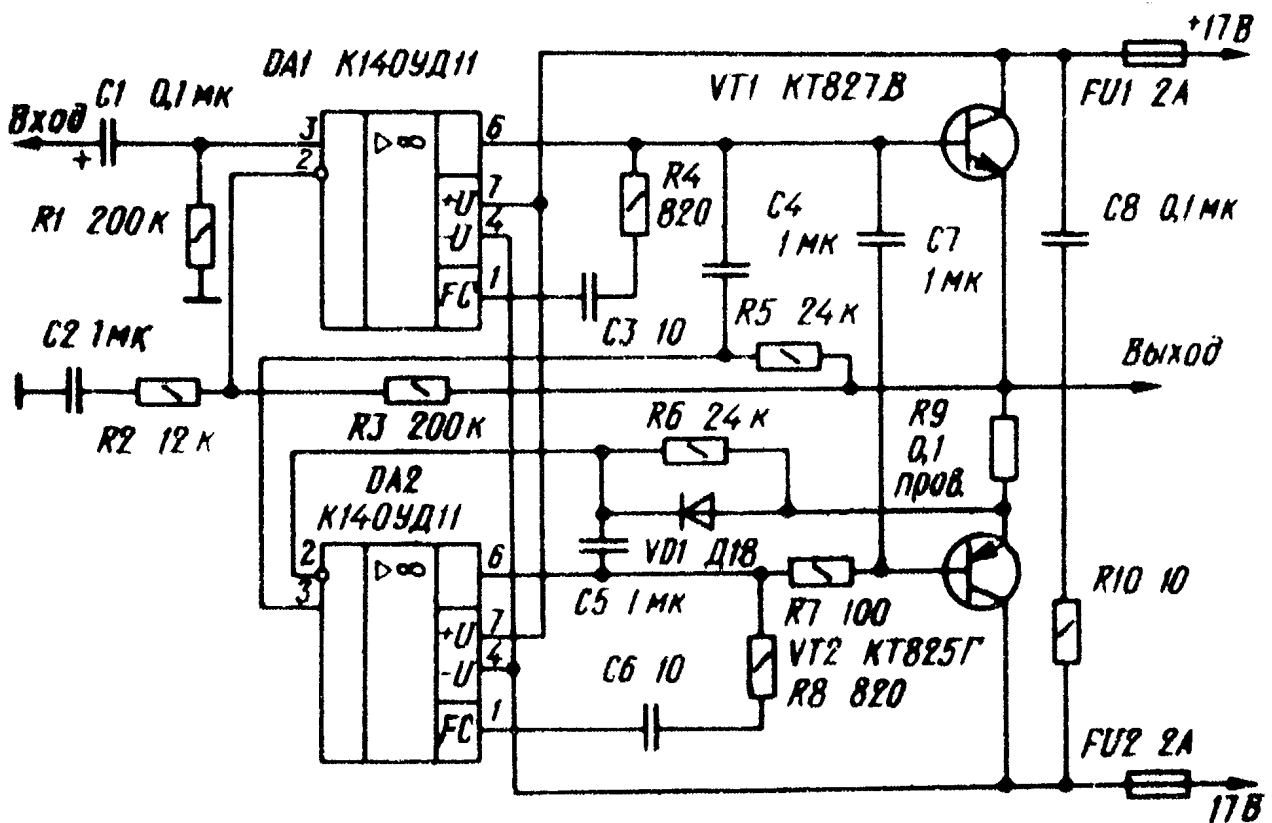 +17В
DA1 К140УД11
VT1 КТ827В
FU1 2А
C1 0,1мк
Вход
+
3
2
▷∞
6
7
+U
4
-U
FC
1
R1 200к
R4
820
C4
1мк
C7
1мк
C8 0,1мк
C3 10
R5 24к
C2 1мк
Выход
R2 12к
R3 200к
R6 24к
R9
0,1
пров.
DA2
К140УД11
2
3
▷∞
6
7
+U
4
-U
FC
1
VD1 Д18
C5 1мк
R7 100
R10 10
VT2 КТ825Г
C6 10
R8 820
FU2 2А
17В